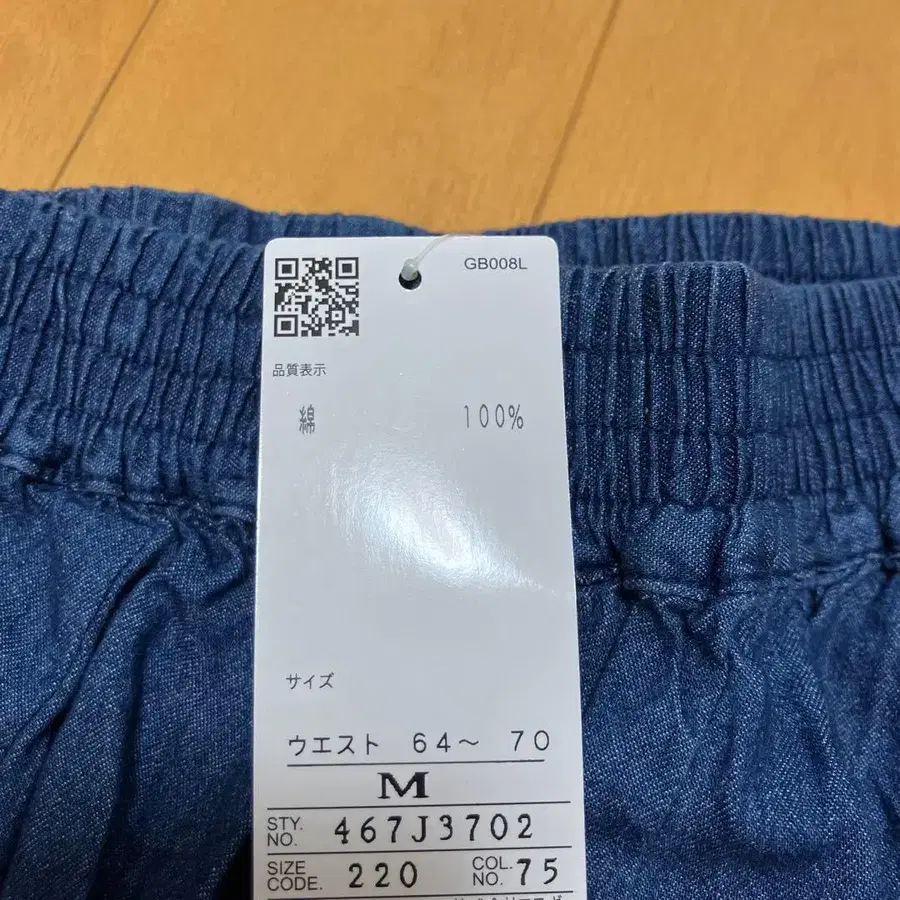 GB008L
品質表示
綿 100%
サイズ
ウエスト 64～ 70
M
STY. NO. 467J3702
SIZE CODE. 220 COL. NO. 75